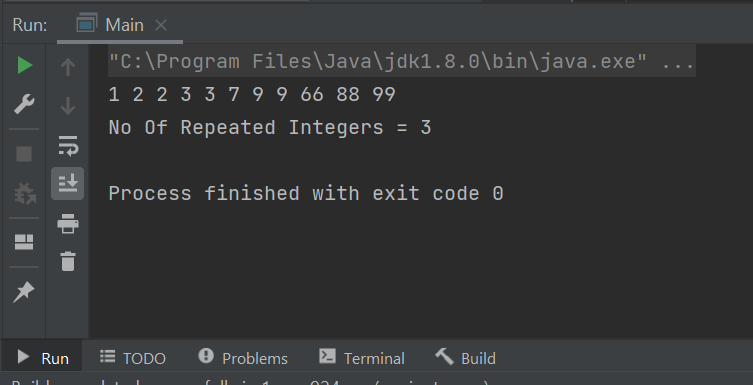 Run: Main
"C:\Program Files\Java\jdk1.8.0\bin\java.exe" ...
1 2 2 3 3 7 9 9 66 88 99
No Of Repeated Integers = 3
Process finished with exit code 0
Run TODO Problems Terminal Build